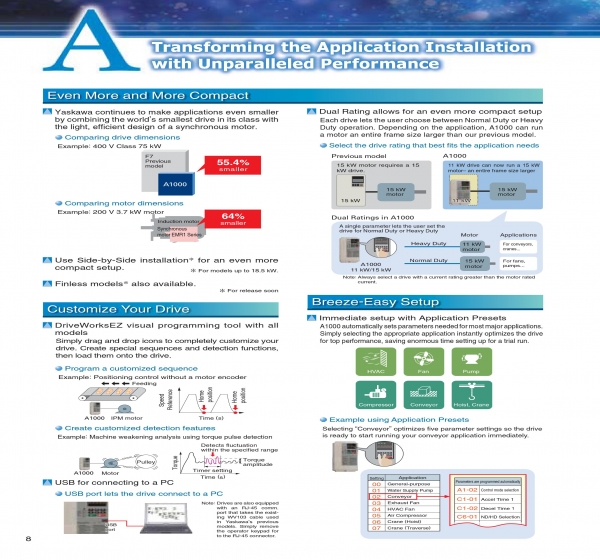 A
Transforming the Application Installation
with Unparalleled Performance
Even More and More Compact
Yaskawa continues to make applications even smaller
by combining the world's smallest drive in its class with
the light, efficient design of a synchronous motor.
Comparing drive dimensions
Example: 400 V Class 75 kW
F7
Previous
model
A1000
55.4%
smaller
Comparing motor dimensions
Example: 200 V 3.7 kW motor
Induction motor
Synchronous
motor EMR1 Series
64%
smaller
Use Side-by-Side installation* for an even more
compact setup.
* For models up to 18.5 kW.
Finless models* also available.
* For release soon
Customize Your Drive
DriveWorksEZ visual programming tool with all
models
Simply drag and drop icons to completely customize your
drive. Create special sequences and detection functions,
then load them onto the drive.
Program a customized sequence
Example: Positioning control without a motor encoder
Feeding
A1000 IPM motor
Speed
Reference
Home
position
Home
position
Time (s)
Create customized detection features
Example: Machine weakening analysis using torque pulse detection
A1000 Motor
Pulley
Torque
Detects fluctuation
within the specified range
Torque
amplitude
Timer setting
Time (s)
USB for connecting to a PC
USB port lets the drive connect to a PC
USB
port
Note: Drives are also equipped
with an RJ-45 comm.
port that takes the exist-
ing WV100 cable used
in Yaskawa's previous
models. Simply remove
the operator keypad for
to the RJ-45 connector.
8
Dual Rating allows for an even more compact setup
Each drive lets the user choose between Normal Duty or Heavy
Duty operation. Depending on the application, A1000 can run
a motor an entire frame size larger than our previous model.
Select the drive rating that best fits the application needs
Previous model
15 kW motor requires a 15
kW drive.
15 kW
15 kW
motor
A1000
11 kW drive can now run a 15 kW
motor– an entire frame size larger
11 kW
15 kW
motor
Dual Ratings in A1000
A single parameter lets the user set the
drive for Normal Duty or Heavy Duty
Motor
Applications
Heavy Duty
11 kW
motor
For conveyors,
cranes...
Normal Duty
15 kW
motor
For fans,
pumps...
A1000
11 kW/15 kW
Note: Always select a drive with a current rating greater than the motor rated
current.
Breeze-Easy Setup
Immediate setup with Application Presets
A1000 automatically sets parameters needed for most major applications.
Simply selecting the appropriate application instantly optimizes the drive
for top performance, saving enormous time setting up for a trial run.
HVAC
Fan
Pump
Compressor
Conveyor
Hoist, Crane
Example using Application Presets
Selecting "Conveyor" optimizes five parameter settings so the drive
is ready to start running your conveyor application immediately.
Setting Application
00 General-purpose
01 Water Supply Pump
02 Conveyor
03 Exhaust Fan
04 HVAC Fan
05 Air Compressor
06 Crane (Hoist)
07 Crane (Traverse)
Parameters are programmed automatically
A1-02 Control mode selection
C1-01 Accel Time 1
C1-02 Decel Time 1
C6-01 ND/HD Selection